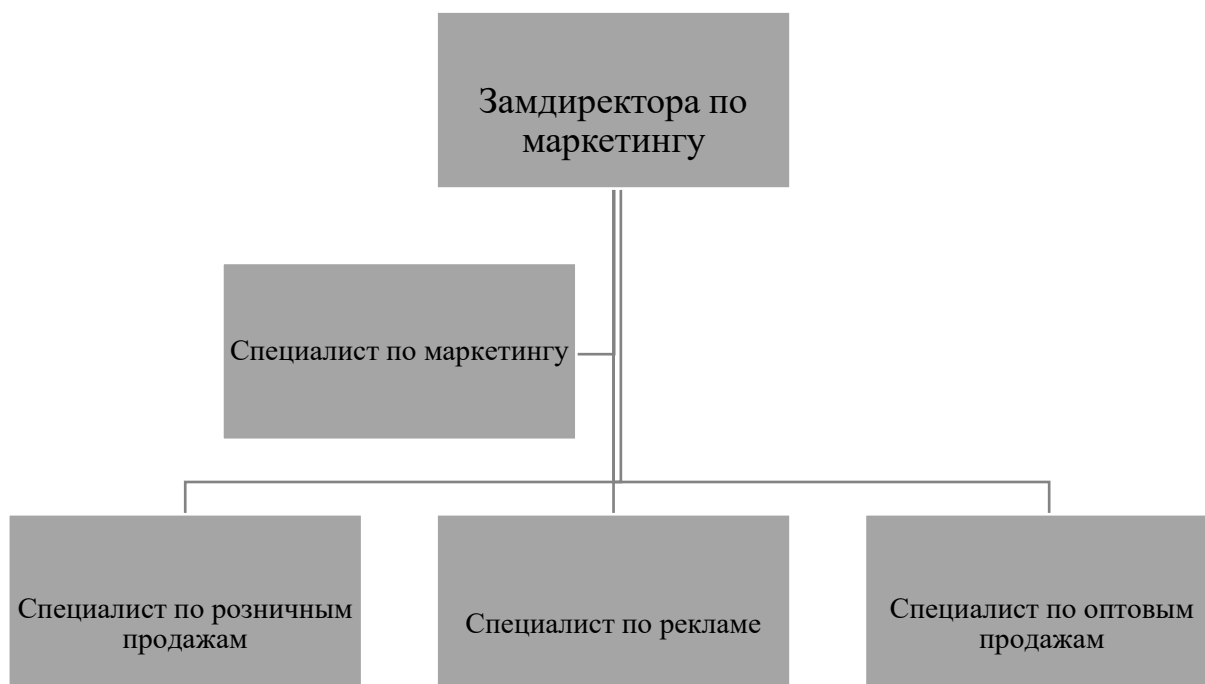 Замдиректора по
маркетингу
Специалист по маркетингу
Специалист по розничным
продажам
Специалист по рекламе
Специалист по оптовым
продажам